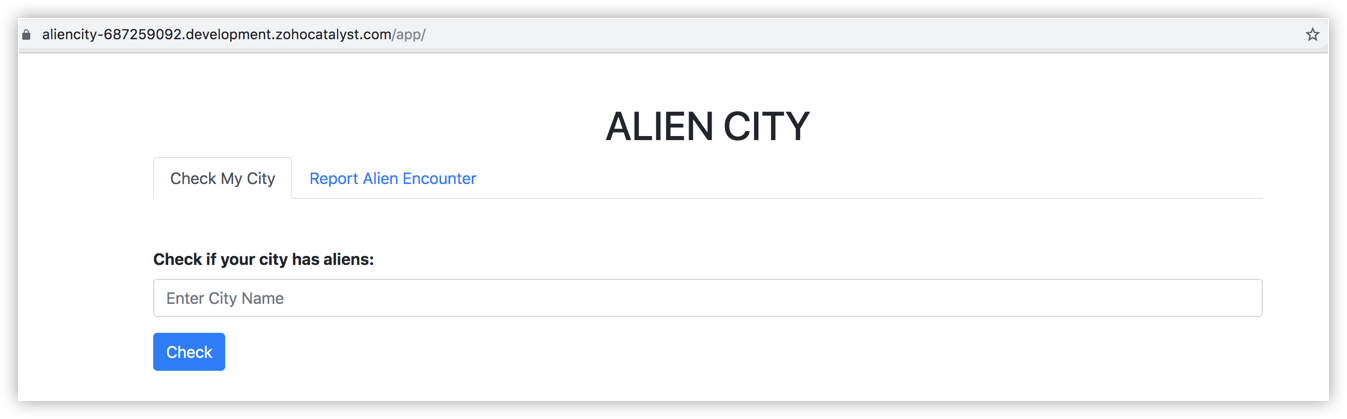 aliencity-687259092.development.zohocatalyst.com/app/
ALIEN CITY
Check My City
Report Alien Encounter
Check if your city has aliens:
Enter City Name
Check